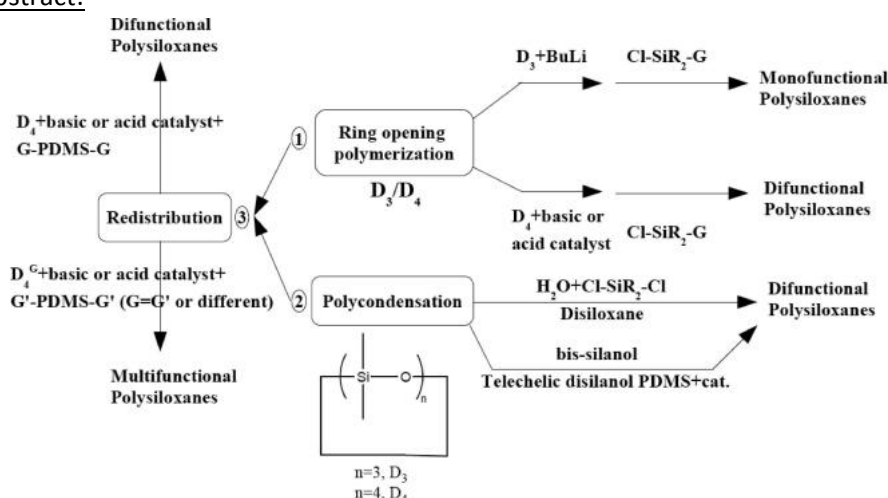 Difunctional
Polysiloxanes
D4+basic or acid catalyst+
G-PDMS-G
Redistribution
③
D4G+basic or acid catalyst+
G'-PDMS-G' (G=G' or different)
Multifunctional
Polysiloxanes
①
Ring opening
polymerization
D3/D4
D3+BuLi
Cl-SiR2-G
Monofunctional
Polysiloxanes
D4+basic or
acid catalyst
Cl-SiR2-G
Difunctional
Polysiloxanes
②
Polycondensation
H2O+Cl-SiR2-Cl
Disiloxane
Difunctional
Polysiloxanes
bis-silanol
Telechelic disilanol PDMS+cat.
Si
O
n
n=3, D3
n=4, D4